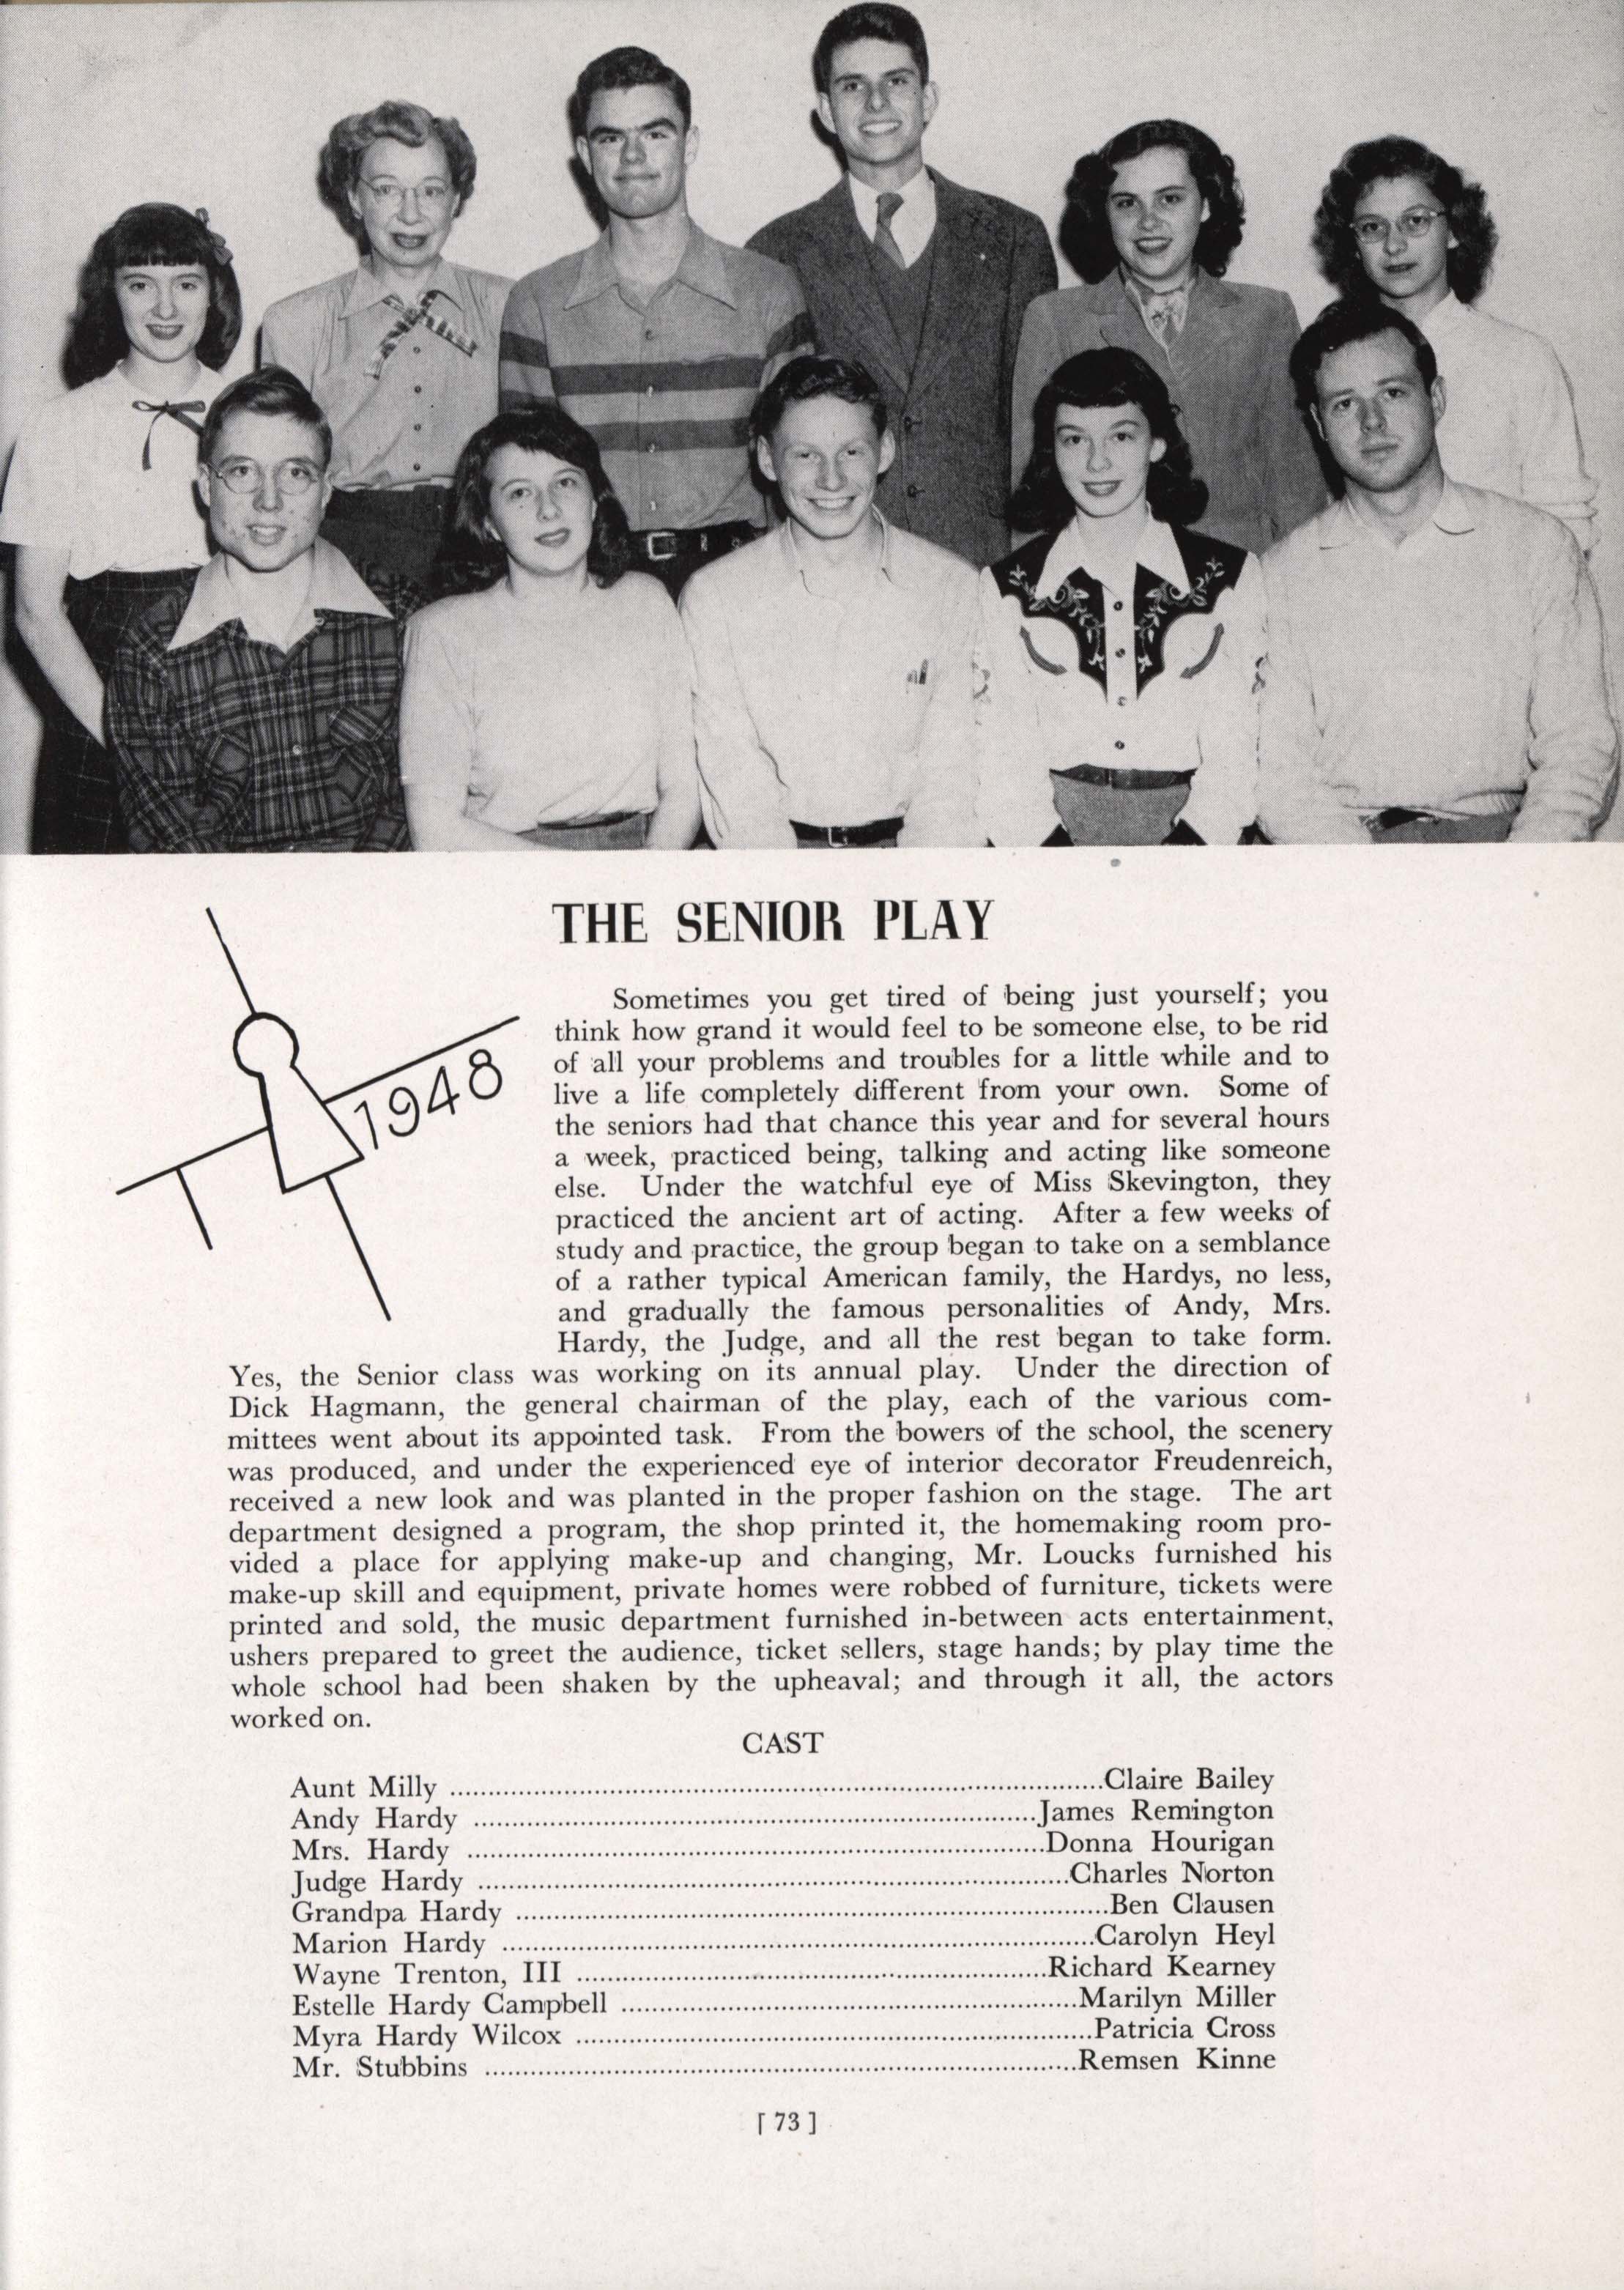 THE SENIOR PLAY
1948
Sometimes you get tired of being just yourself; you
think how grand it would feel to be someone else, to be rid
of all your problems and troubles for a little while and to
live a life completely different from your own. Some of
the seniors had that chance this year and for several hours
a week, practiced being, talking and acting like someone
else. Under the watchful eye of Miss Skevington, they
practiced the ancient art of acting. After a few weeks of
study and practice, the group began to take on a semblance
of a rather typical American family, the Hardys, no less,
and gradually the famous personalities of Andy, Mrs.
Hardy, the Judge, and all the rest began to take form.
Yes, the Senior class was working on its annual play. Under the direction of
Dick Hagmann, the general chairman of the play, each of the various com-
mittees went about its appointed task. From the bowers of the school, the scenery
was produced, and under the experienced eye of interior decorator Freudenreich,
received a new look and was planted in the proper fashion on the stage. The art
department designed a program, the shop printed it, the homemaking room pro-
vided a place for applying make-up and changing, Mr. Loucks furnished his
make-up skill and equipment, private homes were robbed of furniture, tickets were
printed and sold, the music department furnished in-between acts entertainment,
ushers prepared to greet the audience, ticket sellers, stage hands; by play time the
whole school had been shaken by the upheaval; and through it all, the actors
worked on.
CAST
Aunt Milly ........ Claire Bailey
Andy Hardy ........ James Remington
Mrs. Hardy ........ Donna Hourigan
Judge Hardy ........ Charles Norton
Grandpa Hardy ........ Ben Clausen
Marion Hardy ........ Carolyn Heyl
Wayne Trenton, III ........ Richard Kearney
Estelle Hardy Campbell ........ Marilyn Miller
Myra Hardy Wilcox ........ Patricia Cross
Mr. Stubbins ........ Remsen Kinne
[ 73 ]